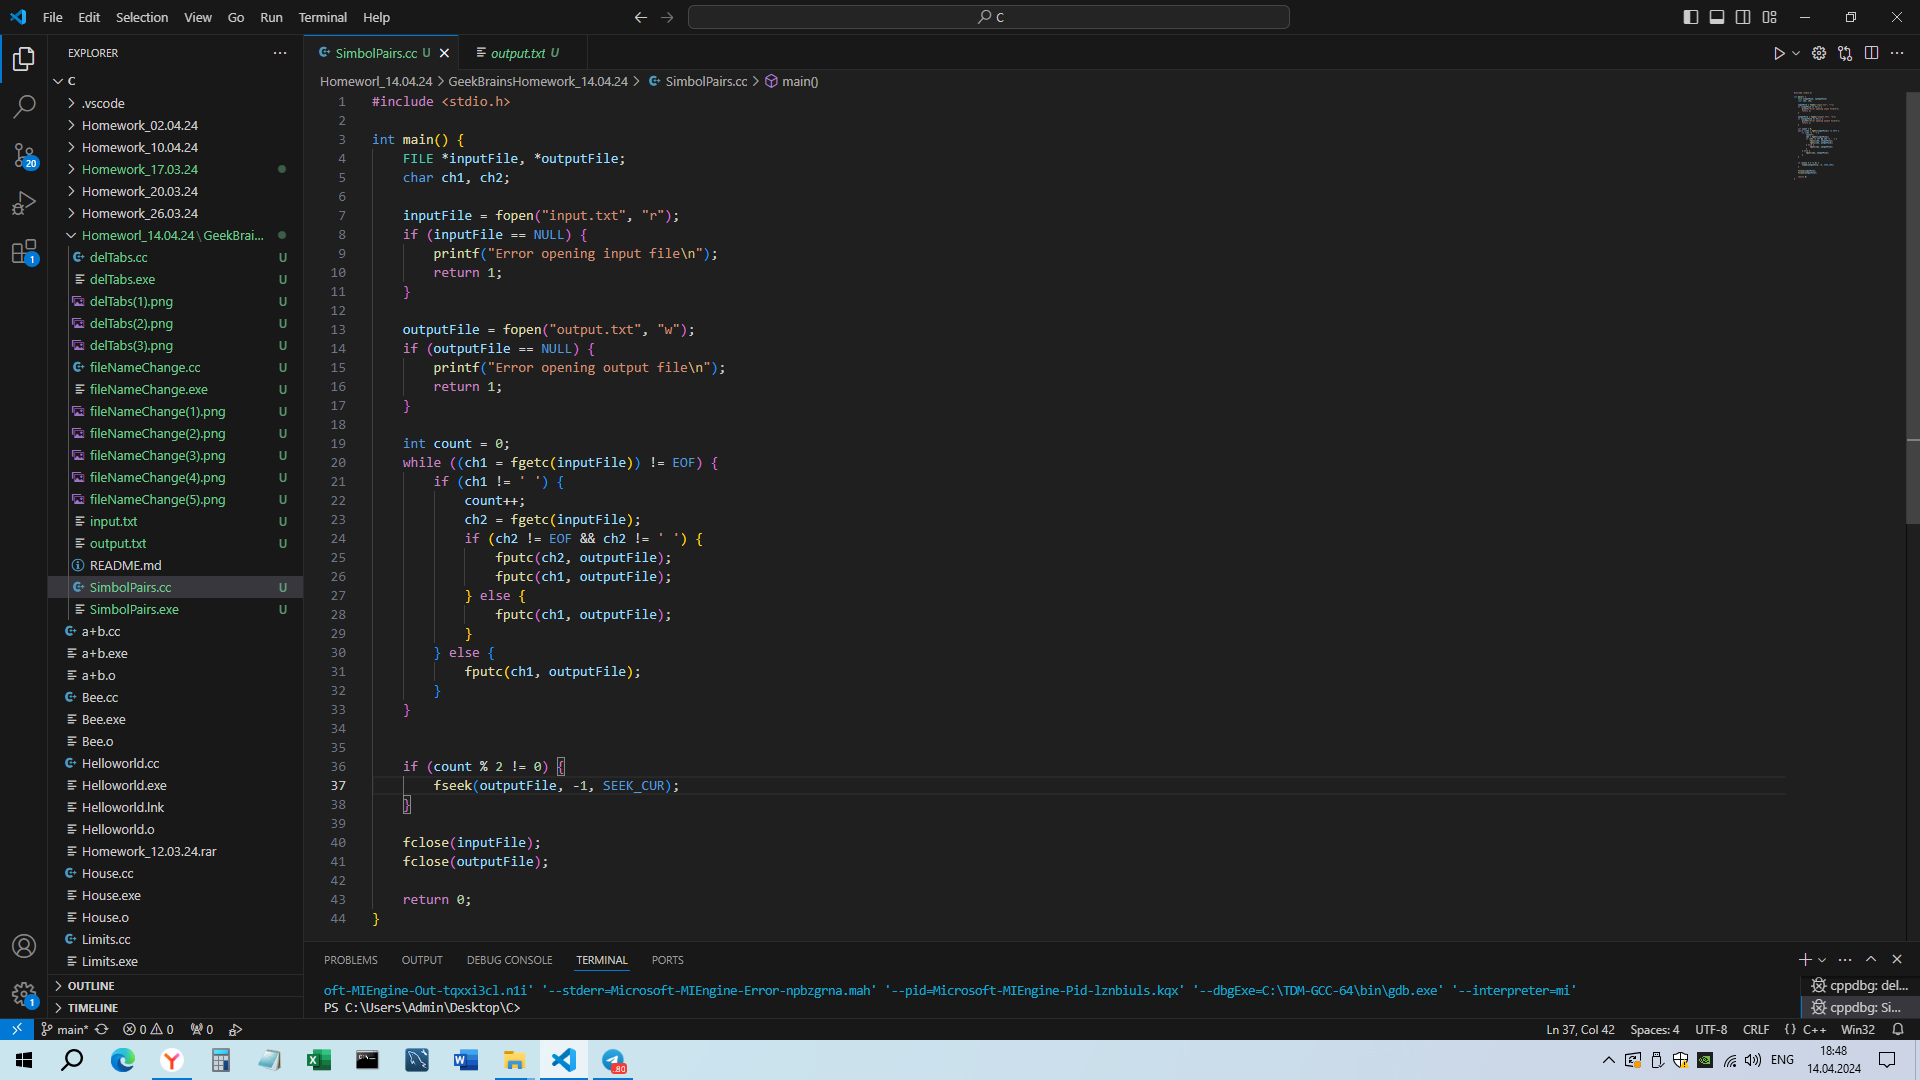 File Edit Selection View Go Run Terminal Help
C
EXPLORER
C
.vscode
Homework_02.04.24
Homework_10.04.24
Homework_17.03.24
Homework_20.03.24
Homework_26.03.24
Homeworl_14.04.24\GeekBrai...
delTabs.cc U
delTabs.exe U
delTabs(1).png U
delTabs(2).png U
delTabs(3).png U
fileNameChange.cc U
fileNameChange.exe U
fileNameChange(1).png U
fileNameChange(2).png U
fileNameChange(3).png U
fileNameChange(4).png U
fileNameChange(5).png U
input.txt U
output.txt U
README.md
SimbolPairs.cc U
SimbolPairs.exe U
a+b.cc
a+b.exe
a+b.o
Bee.cc
Bee.exe
Bee.o
Helloworld.cc
Helloworld.exe
Helloworld.lnk
Helloworld.o
Homework_12.03.24.rar
House.cc
House.exe
House.o
Limits.cc
Limits.exe
OUTLINE
TIMELINE
20
1
1
SimbolPairs.cc U output.txt U
Homeworl_14.04.24 > GeekBrainsHomework_14.04.24 > SimbolPairs.cc > main()
1 #include <stdio.h>
2
3 int main() {
4 FILE *inputFile, *outputFile;
5 char ch1, ch2;
6
7 inputFile = fopen("input.txt", "r");
8 if (inputFile == NULL) {
9 printf("Error opening input file\n");
10 return 1;
11 }
12
13 outputFile = fopen("output.txt", "w");
14 if (outputFile == NULL) {
15 printf("Error opening output file\n");
16 return 1;
17 }
18
19 int count = 0;
20 while ((ch1 = fgetc(inputFile)) != EOF) {
21 if (ch1 != ' ') {
22 count++;
23 ch2 = fgetc(inputFile);
24 if (ch2 != EOF && ch2 != ' ') {
25 fputc(ch2, outputFile);
26 fputc(ch1, outputFile);
27 } else {
28 fputc(ch1, outputFile);
29 }
30 } else {
31 fputc(ch1, outputFile);
32 }
33 }
34
35
36 if (count % 2 != 0) {
37 fseek(outputFile, -1, SEEK_CUR);
38 }
39
40 fclose(inputFile);
41 fclose(outputFile);
42
43 return 0;
44 }
PROBLEMS OUTPUT DEBUG CONSOLE TERMINAL PORTS
oft-MIEngine-Out-tqxxi3cl.n1i' '--stderr=Microsoft-MIEngine-Error-npbzgrna.mah' '--pid=Microsoft-MIEngine-Pid-lznbiuls.kqx' '--dbgExe=C:\TDM-GCC-64\bin\gdb.exe' '--interpreter=mi'
PS C:\Users\Admin\Desktop\C>
cppdbg: del...
cppdbg: Si...
main* 0 0 0 Ln 37, Col 42 Spaces: 4 UTF-8 CRLF {} C++ Win32
80
ENG
18:48
14.04.2024